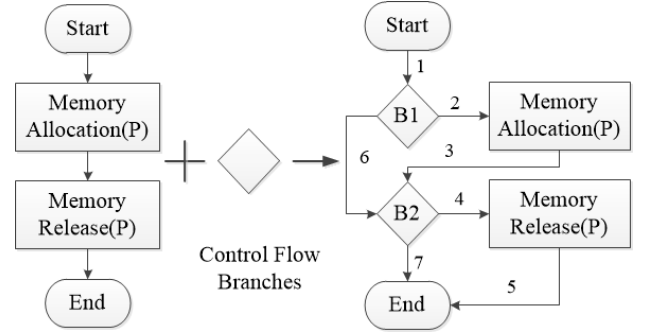 Start
Memory
Allocation(P)
Memory
Release(P)
End
Control Flow
Branches
Start
1
B1
2
Memory
Allocation(P)
6
3
B2
4
Memory
Release(P)
7
5
End